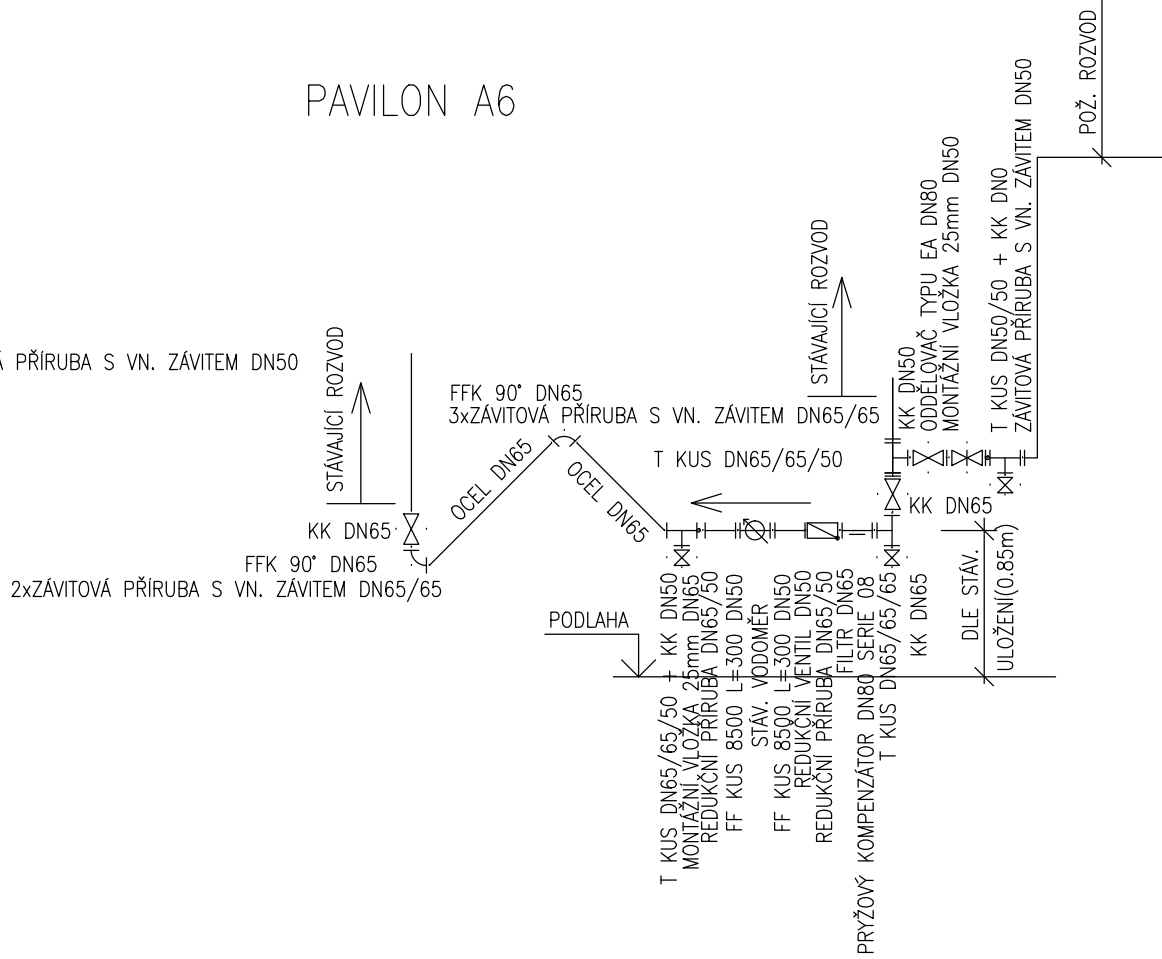 PAVILON A6
POŽ. ROZVOD
STÁVAJÍCÍ ROZVOD
PŘÍRUBA S VN. ZÁVITEM DN50
STÁVAJÍCÍ ROZVOD
FFK 90° DN65
3xZÁVITOVÁ PŘÍRUBA S VN. ZÁVITEM DN65/65
T KUS DN65/65/50
KK DN50
ODDĚLOVAČ TYPU EA DN80
MONTÁŽNÍ VLOŽKA 25mm DN50
T KUS DN50/50 + KK DN0
ZÁVITOVÁ PŘÍRUBA S VN. ZÁVITEM DN50
OCEL DN65
OCEL DN65
KK DN65
KK DN65
FFK 90° DN65
2xZÁVITOVÁ PŘÍRUBA S VN. ZÁVITEM DN65/65
PODLAHA
T KUS DN65/65/50 + KK DN50
MONTÁŽNÍ VLOŽKA 25mm DN65
REDUKČNÍ PŘÍRUBA DN65/50
FF KUS 8500 L=300 DN50
STÁV. VODOMĚR
FF KUS 8500 L=300 DN50
REDUKČNÍ VENTIL DN50
REDUKČNÍ PŘÍRUBA DN65/50
FILTR DN65
PRYŽOVÝ KOMPENZÁTOR DN80 SERIE 08
T KUS DN65/65/65
KK DN65
DLE STÁV.
ULOŽENÍ(0.85m)